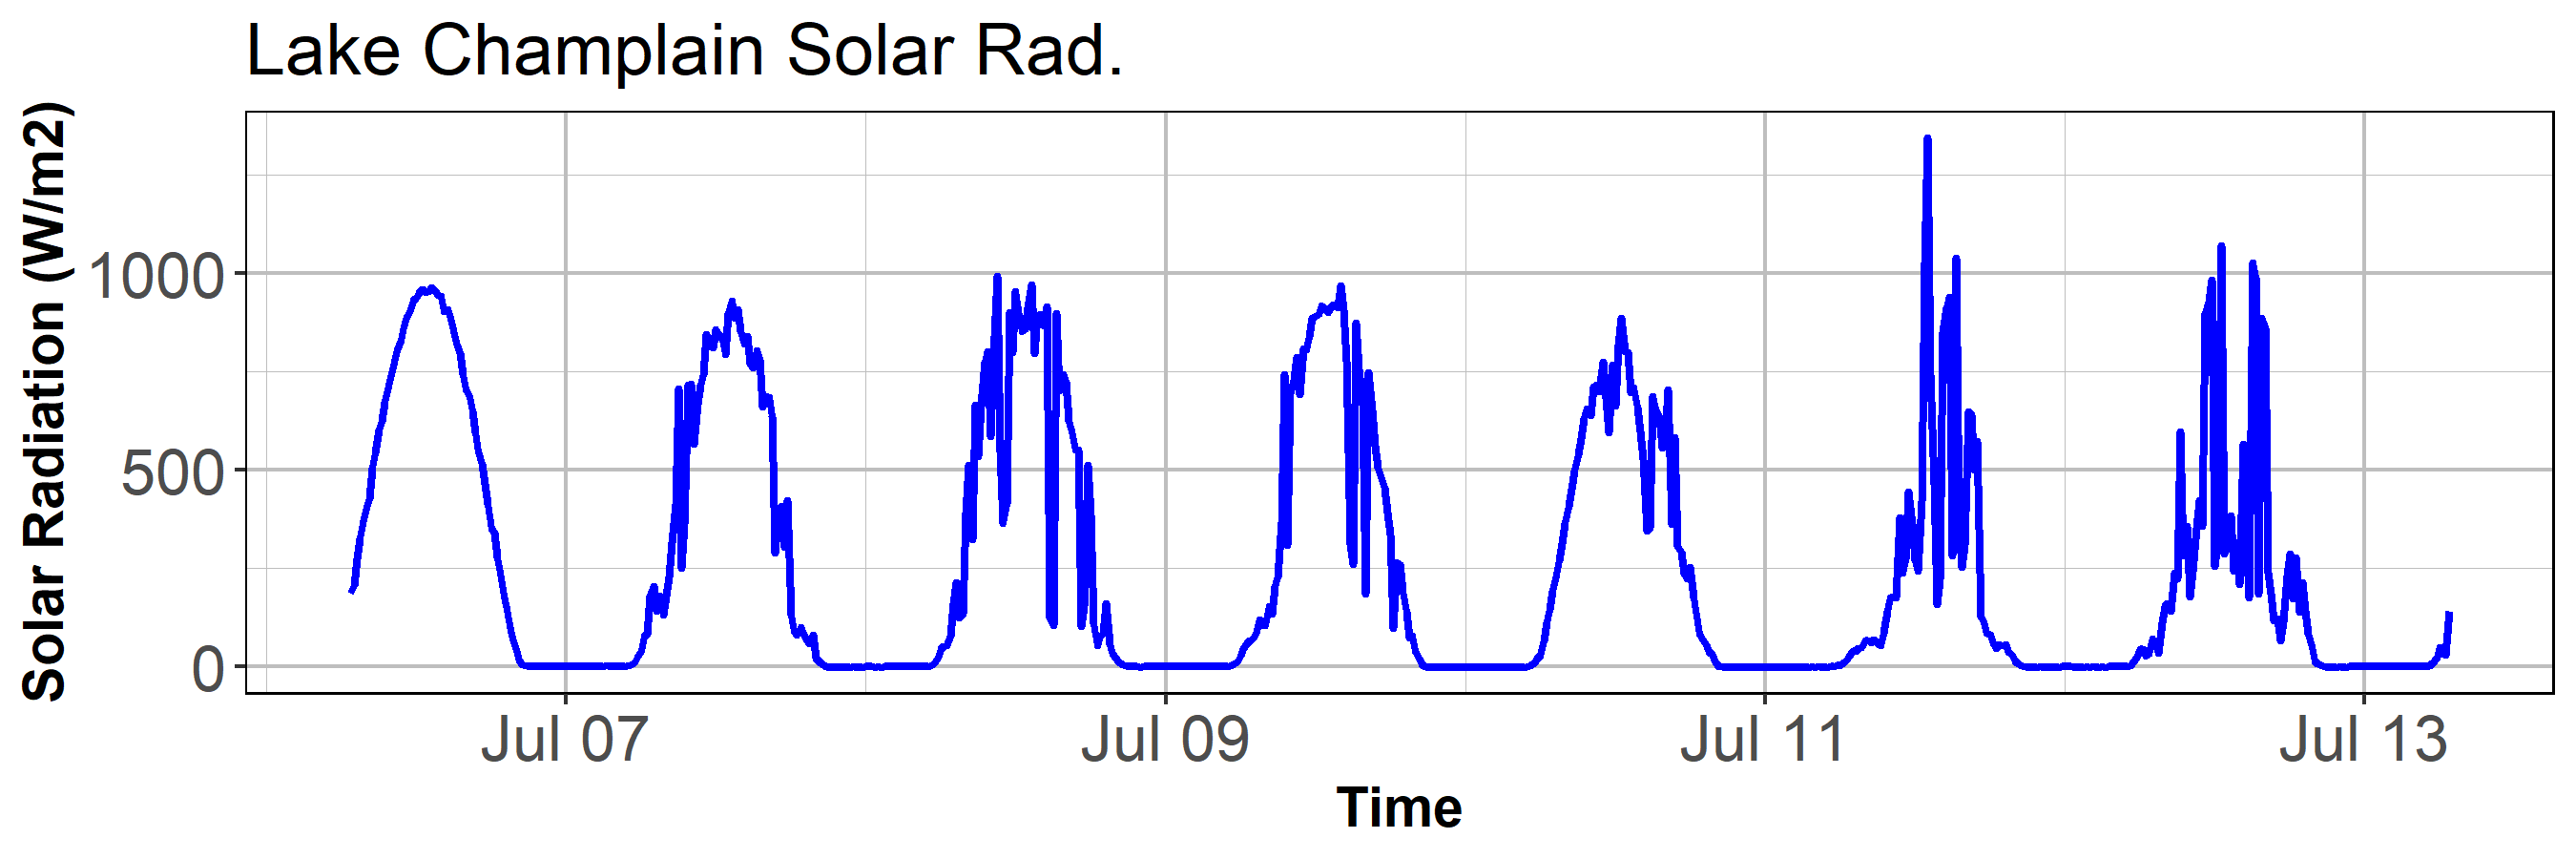 Lake Champlain Solar Rad.
Solar Radiation (W/m2)
1000
500
0
Jul 07
Jul 09
Jul 11
Jul 13
Time